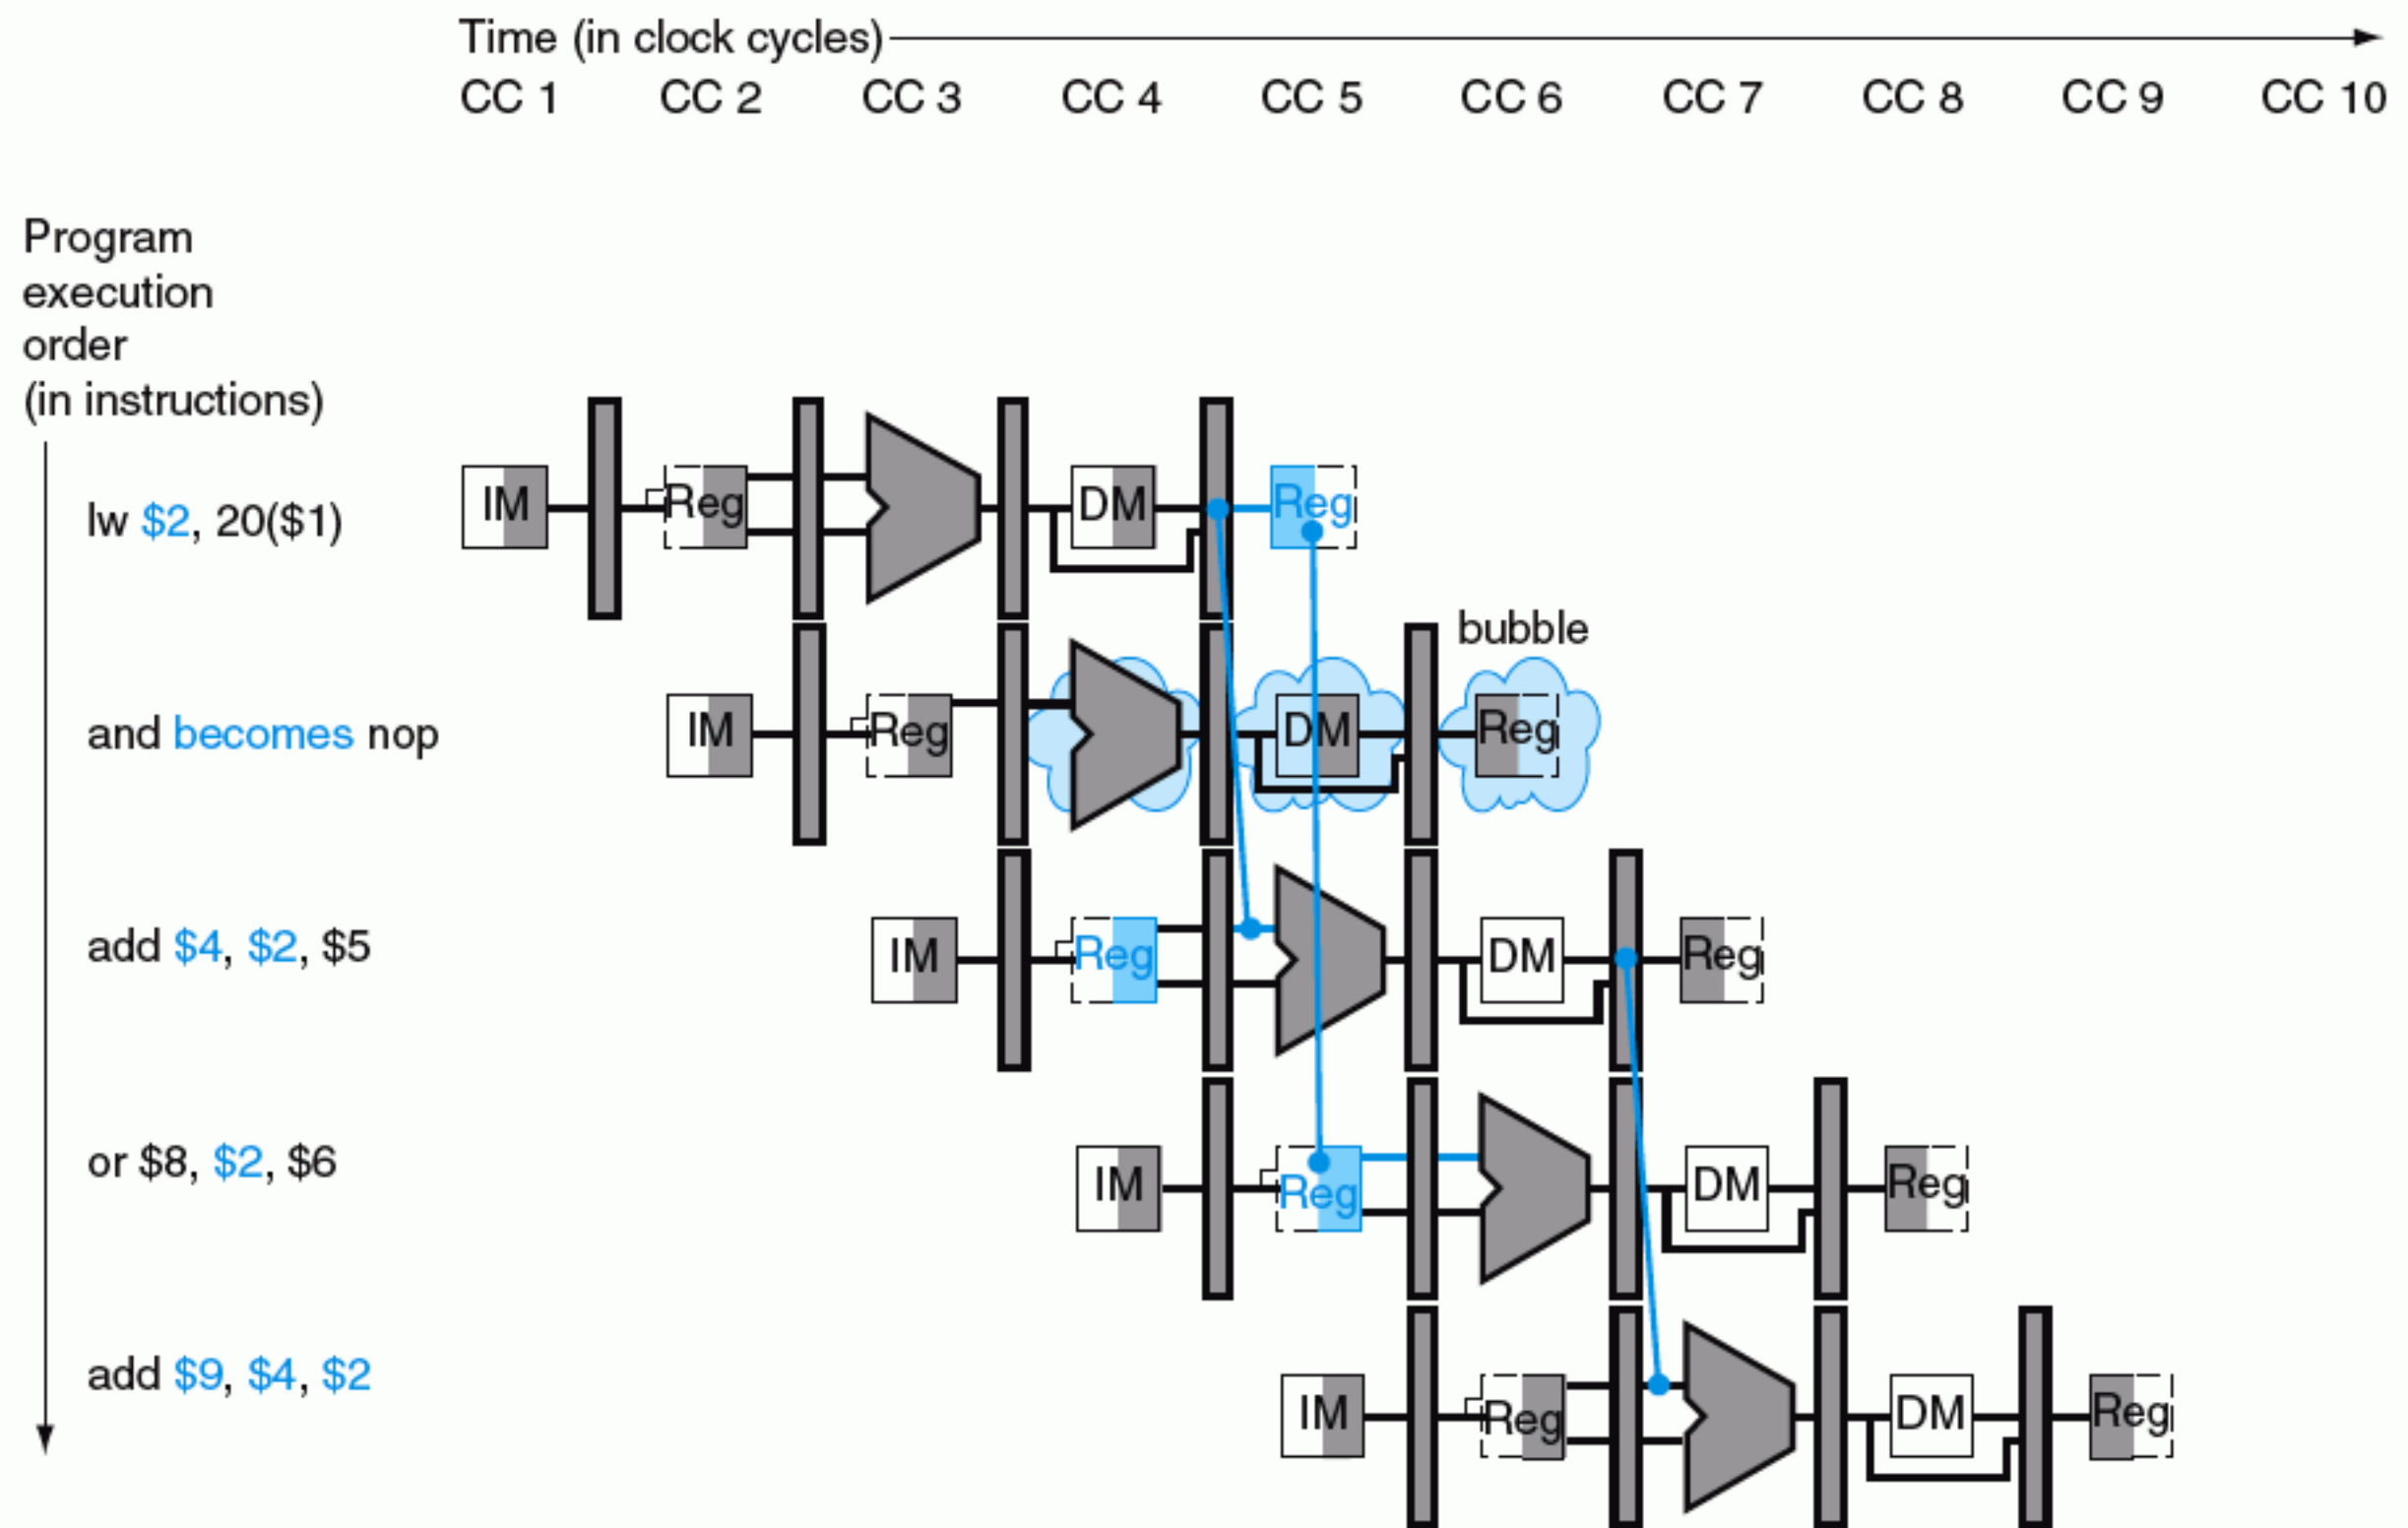 Time (in clock cycles)
CC 1 CC 2 CC 3 CC 4 CC 5 CC 6 CC 7 CC 8 CC 9 CC 10
Program
execution
order
(in instructions)
lw $2, 20($1)
IM Reg DM Reg
bubble
and becomes nop
IM Reg DM Reg
add $4, $2, $5
IM Reg DM Reg
or $8, $2, $6
IM Reg DM Reg
add $9, $4, $2
IM Reg DM Reg